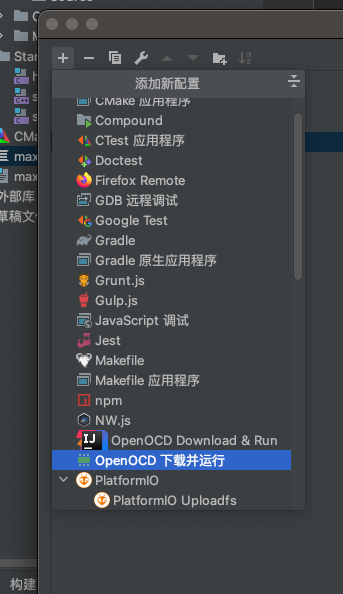 Star
CMa
max
max
外部库
草稿文
添加新配置
CMake 应用程序
Compound
CTest 应用程序
Doctest
Firefox Remote
GDB 远程调试
Google Test
Gradle
Gradle 原生应用程序
Grunt.js
Gulp.js
JavaScript 调试
Jest
Makefile
Makefile 应用程序
npm
NW.js
OpenOCD Download & Run
OpenOCD 下载并运行
PlatformIO
PlatformIO Uploadfs
构建